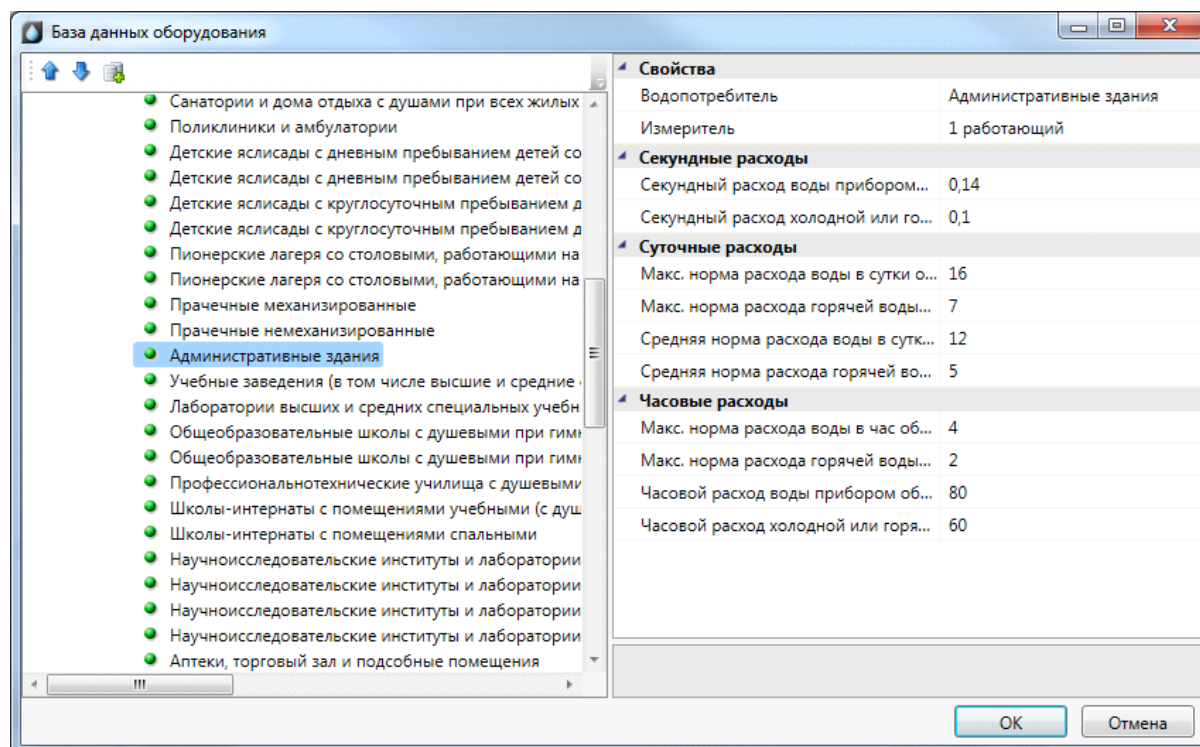 База данных оборудования
Санатории и дома отдыха с душами при всех жилых
Поликлиники и амбулатории
Детские яслисады с дневным пребыванием детей со
Детские яслисады с дневным пребыванием детей со
Детские яслисады с круглосуточным пребыванием д
Детские яслисады с круглосуточным пребыванием д
Пионерские лагеря со столовыми, работающими на
Пионерские лагеря со столовыми, работающими на
Прачечные механизированные
Прачечные немеханизированные
Административные здания
Учебные заведения (в том числе высшие и средние
Лаборатории высших и средних специальных учебн
Общеобразовательные школы с душевыми при гимн
Общеобразовательные школы с душевыми при гимн
Профессиональнотехнические училища с душевыми
Школы-интернаты с помещениями учебными (с душ
Школы-интернаты с помещениями спальными
Научноисследовательские институты и лаборатории
Научноисследовательские институты и лаборатории
Научноисследовательские институты и лаборатории
Научноисследовательские институты и лаборатории
Аптеки, торговый зал и подсобные помещения
Свойства
Водопотребитель Административные здания
Измеритель 1 работающий
Секундные расходы
Секундный расход воды прибором... 0,14
Секундный расход холодной или го... 0,1
Суточные расходы
Макс. норма расхода воды в сутки о... 16
Макс. норма расхода горячей воды... 7
Средняя норма расхода воды в сутк... 12
Средняя норма расхода горячей во... 5
Часовые расходы
Макс. норма расхода воды в час об... 4
Макс. норма расхода горячей воды... 2
Часовой расход воды прибором об... 80
Часовой расход холодной или горя... 60
OK Отмена